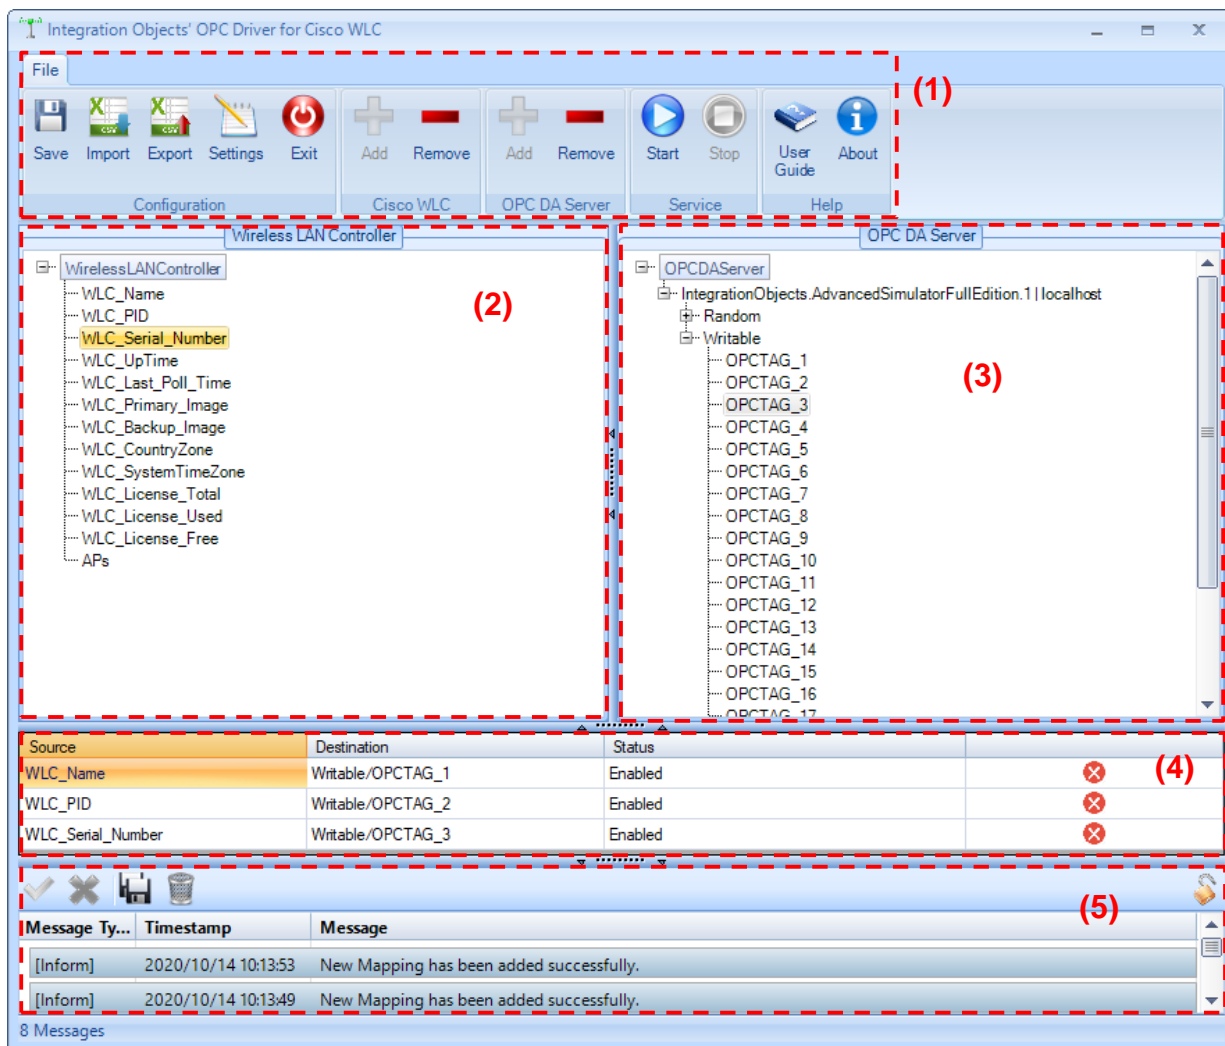 Integration Objects' OPC Driver for Cisco WLC
File
(1)
Save Import Export Settings Exit Add Remove Add Remove Start Stop User Guide About
Configuration Cisco WLC OPC DA Server Service Help
Wireless LAN Controller
WirelessLANController
WLC_Name
WLC_PID
WLC_Serial_Number
WLC_UpTime
WLC_Last_Poll_Time
WLC_Primary_Image
WLC_Backup_Image
WLC_CountryZone
WLC_SystemTimeZone
WLC_License_Total
WLC_License_Used
WLC_License_Free
APs
(2)
OPC DA Server
OPCDAServer
IntegrationObjects.AdvancedSimulatorFullEdition.1 | localhost
Random
Writable
OPCTAG_1
OPCTAG_2
OPCTAG_3
OPCTAG_4
OPCTAG_5
OPCTAG_6
OPCTAG_7
OPCTAG_8
OPCTAG_9
OPCTAG_10
OPCTAG_11
OPCTAG_12
OPCTAG_13
OPCTAG_14
OPCTAG_15
OPCTAG_16
OPCTAG_17
(3)
Source Destination Status
WLC_Name Writable/OPCTAG_1 Enabled
WLC_PID Writable/OPCTAG_2 Enabled
WLC_Serial_Number Writable/OPCTAG_3 Enabled
(4)
(5)
Message Ty... Timestamp Message
[Inform] 2020/10/14 10:13:53 New Mapping has been added successfully.
[Inform] 2020/10/14 10:13:49 New Mapping has been added successfully.
8 Messages